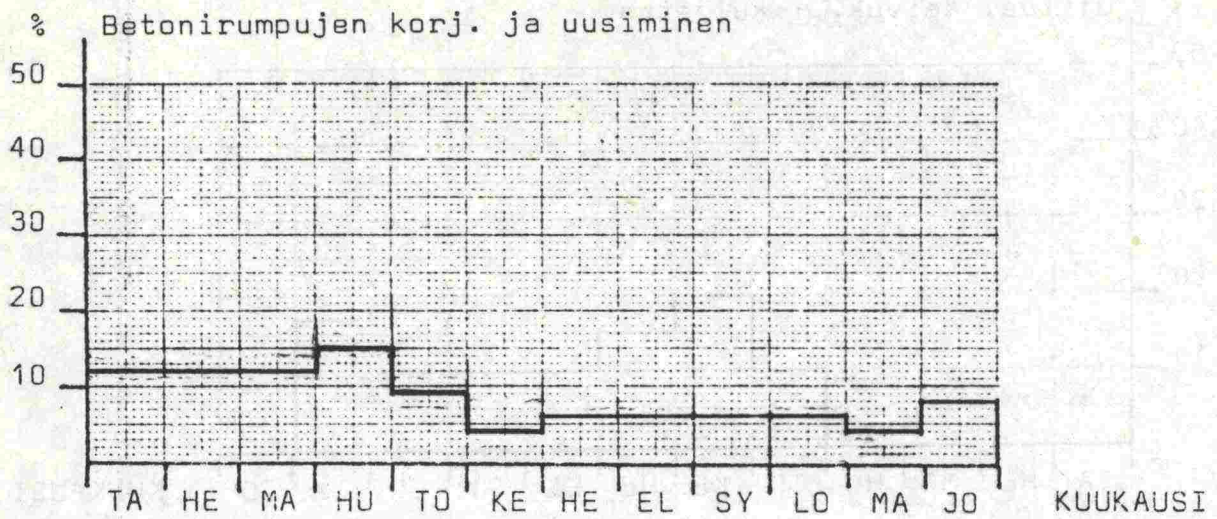 % Betonirumpujen korj. ja uusiminen
50
40
30
20
10
TA HE MA HU TO KE HE EL SY LO MA JO KUUKAUSI